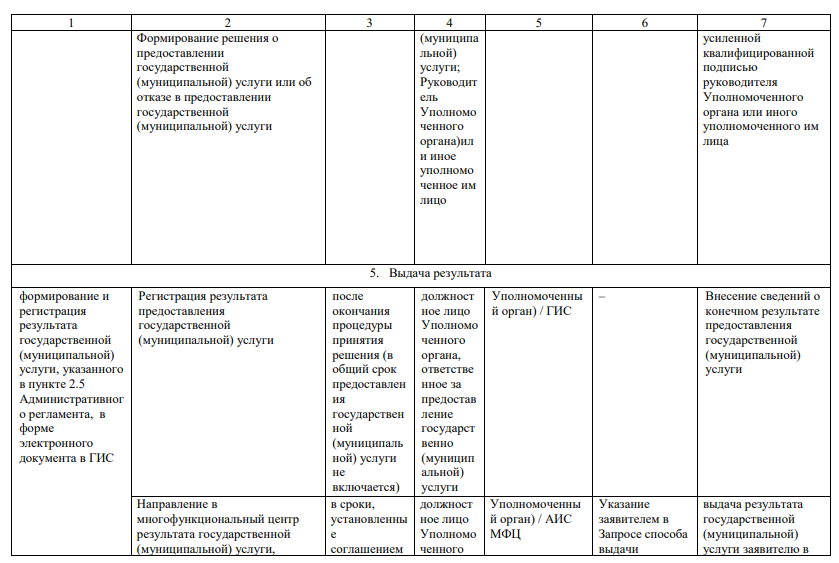 1 2 3 4 5 6 7
Формирование решения о
предоставлении
государственной
(муниципальной) услуги или об
отказе в предоставлении
государственной
(муниципальной) услуги
(муниципа
льной)
услуги;
Руководит
ель
Уполномо
ченного
органа)ил
и иное
уполномо
ченное им
лицо
усиленной
квалифицированной
подписью
руководителя
Уполномоченного
органа или иного
уполномоченного им
лица
5. Выдача результата
формирование и
регистрация
результата
государственной
(муниципальной)
услуги, указанного
в пункте 2.5
Административног
о регламента, в
форме
электронного
документа в ГИС
Регистрация результата
предоставления
государственной
(муниципальной) услуги
после
окончания
процедуры
принятия
решения (в
общий срок
предоставлен
ия
государствен
ной
(муниципаль
ной) услуги
не
включается)
должност
ное лицо
Уполномо
ченного
органа,
ответстве
нное за
предостав
ление
государст
венно
(муницип
альной)
услуги
Уполномоченны
й орган) / ГИС
–
Внесение сведений о
конечном результате
предоставления
государственной
(муниципальной)
услуги
Направление в
многофункциональный центр
результата государственной
(муниципальной) услуги,
в сроки,
установленны
е
соглашением
должност
ное лицо
Уполномо
ченного
Уполномоченны
й орган) / АИС
МФЦ
Указание
заявителем в
Запросе способа
выдачи
выдача результата
государственной
(муниципальной)
услуги заявителю в